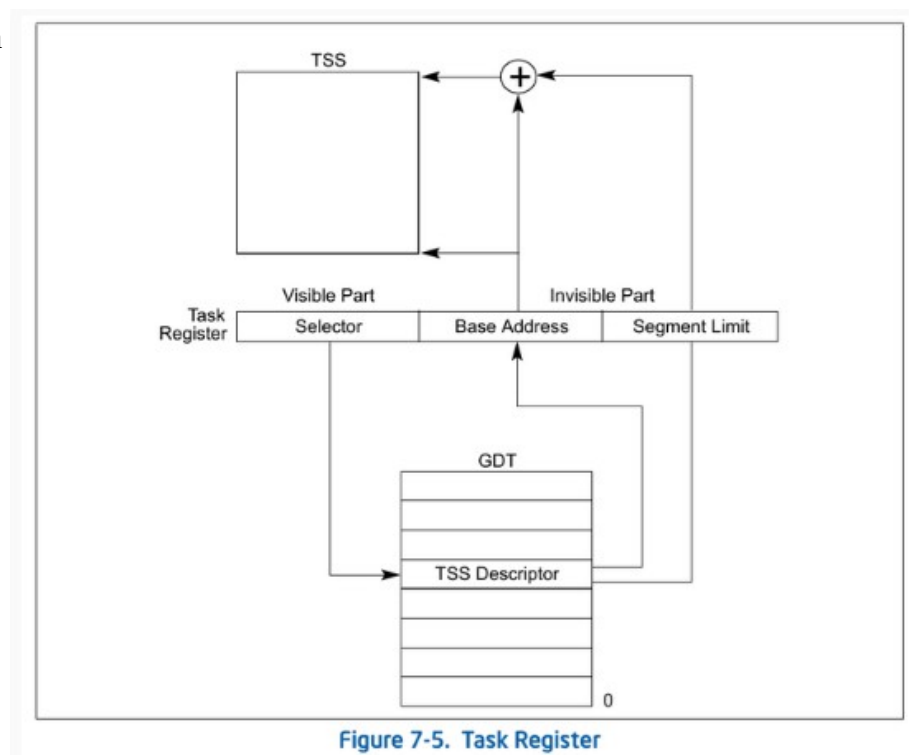 TSS
+
Visible Part
Invisible Part
Task
Register
Selector
Base Address
Segment Limit
GDT
TSS Descriptor
0
Figure 7-5. Task Register